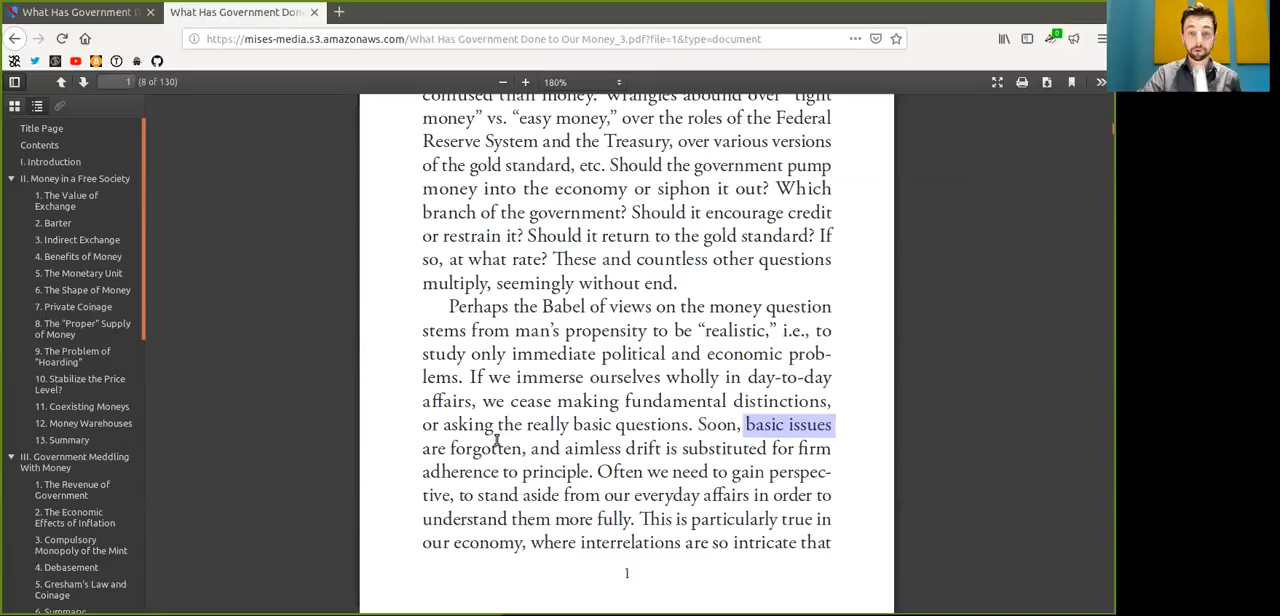 What Has Government D
What Has Government Don
https://mises-media.s3.amazonaws.com/What Has Government Done to Our Money_3.pdf?file=1&type=document
0
1 (8 of 130)
180%
Title Page
Contents
I. Introduction
II. Money in a Free Society
1. The Value of
Exchange
2. Barter
3. Indirect Exchange
4. Benefits of Money
5. The Monetary Unit
6. The Shape of Money
7. Private Coinage
8. The "Proper" Supply
of Money
9. The Problem of
"Hoarding"
10. Stabilize the Price
Level?
11. Coexisting Moneys
12. Money Warehouses
13. Summary
III. Government Meddling
With Money
1. The Revenue of
Government
2. The Economic
Effects of Inflation
3. Compulsory
Monopoly of the Mint
4. Debasement
5. Gresham's Law and
Coinage
6. Summary
confused than money. Wrangles abound over “tight
money” vs. “easy money,” over the roles of the Federal
Reserve System and the Treasury, over various versions
of the gold standard, etc. Should the government pump
money into the economy or siphon it out? Which
branch of the government? Should it encourage credit
or restrain it? Should it return to the gold standard? If
so, at what rate? These and countless other questions
multiply, seemingly without end.
Perhaps the Babel of views on the money question
stems from man’s propensity to be “realistic,” i.e., to
study only immediate political and economic prob-
lems. If we immerse ourselves wholly in day-to-day
affairs, we cease making fundamental distinctions,
or asking the really basic questions. Soon, basic issues
are forgotten, and aimless drift is substituted for firm
adherence to principle. Often we need to gain perspec-
tive, to stand aside from our everyday affairs in order to
understand them more fully. This is particularly true in
our economy, where interrelations are so intricate that
1